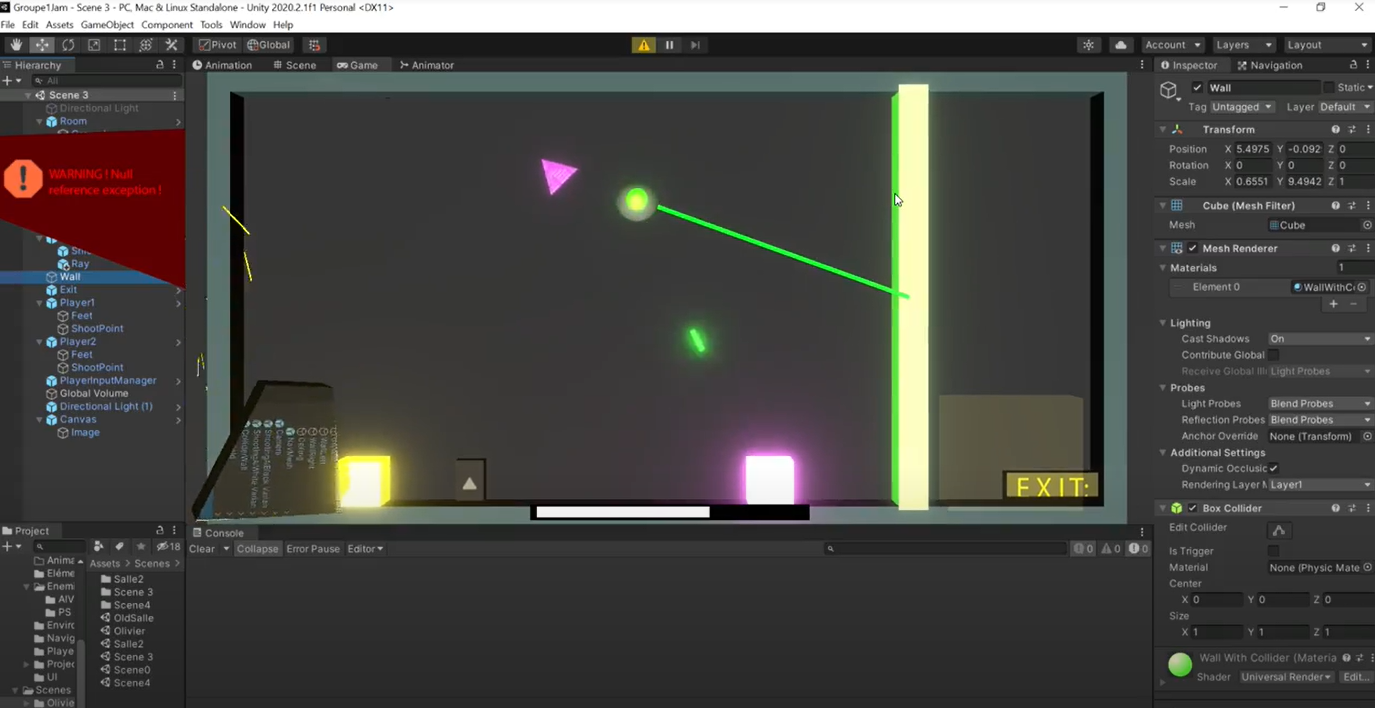 Groupe1Jam - Scene 3 - PC, Mac & Linux Standalone - Unity 2020.2.1f1 Personal <DX11>
File Edit Assets GameObject Component Tools Window Help
Pivot Global Account Layers Layout
Hierarchy Animation Scene Game Animator Inspector Navigation
All
Scene 3
Directional Light
Room
WARNING ! Null
reference exception !
Ray
Wall
Exit
Player1
Feet
ShootPoint
Player2
Feet
ShootPoint
PlayerInputManager
Global Volume
Directional Light (1)
Canvas
Image
EXIT:
Wall Static
Tag Untagged Layer Default
Transform
Position X 5.4975 Y -0.092 Z 0
Rotation X 0 Y 0 Z 0
Scale X 0.6551 Y 9.4942 Z 1
Cube (Mesh Filter)
Mesh Cube
Mesh Renderer
Materials 1
Element 0 WallWithC
Lighting
Cast Shadows On
Contribute Global
Receive Global Ill Light Probes
Probes
Light Probes Blend Probes
Reflection Probes Blend Probes
Anchor Override None (Transform)
Additional Settings
Dynamic Occlusic
Rendering Layer M Layer1
Box Collider
Edit Collider
Is Trigger
Material None (Physic Mate
Center
X 0 Y 0 Z 0
Size
X 1 Y 1 Z 1
Wall With Collider (Materia
Shader Universal Render Edit...
Project
18
Anima
Eléme
Enemi
AIV
PS
Enviro
Navig
Playe
Projec
UI
Scenes
Olivie
Assets > Scenes >
Salle2
Scene 3
Scene4
OldSalle
Olivier
Salle2
Scene 3
Scene0
Scene4
Console
Clear Collapse Error Pause Editor 0 0 0